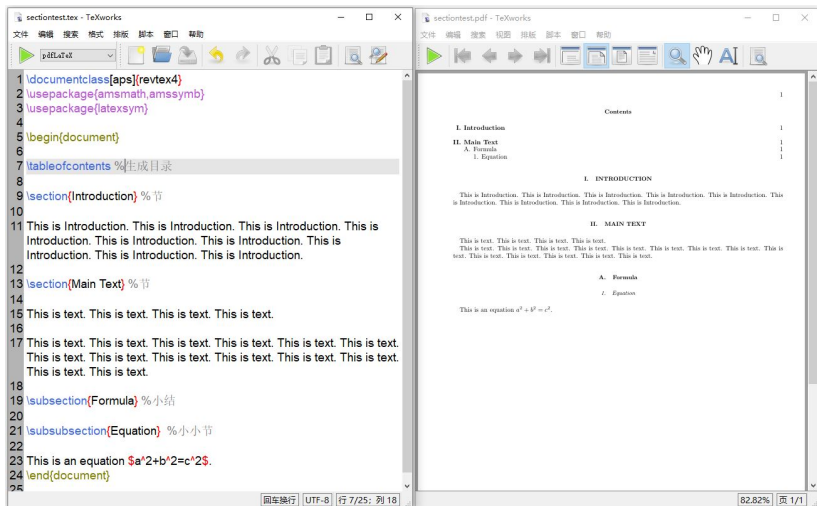 sectiontest.tex - TeXworks
文件 编辑 搜索 格式 排版 脚本 窗口 帮助
pdfLaTeX
1 \documentclass[aps]{revtex4}
2 \usepackage{amsmath,amssymb}
3 \usepackage{latexsym}
4
5 \begin{document}
6
7 \tableofcontents %生成目录
8
9 \section{Introduction} %节
10
11 This is Introduction. This is Introduction. This is Introduction. This is
Introduction. This is Introduction. This is Introduction. This is
Introduction. This is Introduction. This is Introduction.
12
13 \section{Main Text} %节
14
15 This is text. This is text. This is text. This is text.
16
17 This is text. This is text. This is text. This is text. This is text. This is text.
This is text. This is text. This is text. This is text. This is text. This is text.
This is text. This is text.
18
19 \subsection{Formula} %小结
20
21 \subsubsection{Equation} %小小节
22
23 This is an equation $a^2+b^2=c^2$.
24 \end{document}
25
回车换行 UTF-8 行 7/25; 列 18
sectiontest.pdf - TeXworks
文件 编辑 搜索 视图 排版 脚本 窗口 帮助
1
Contents
I. Introduction 1
II. Main Text 1
A. Formula 1
1. Equation 1
I. INTRODUCTION
This is Introduction. This is Introduction. This is Introduction. This is Introduction. This is Introduction. This
is Introduction. This is Introduction. This is Introduction. This is Introduction.
II. MAIN TEXT
This is text. This is text. This is text. This is text.
This is text. This is text. This is text. This is text. This is text. This is text. This is text. This is text. This is
text. This is text. This is text. This is text. This is text. This is text.
A. Formula
1. Equation
This is an equation a² + b² = c².
82.82% 页 1/1